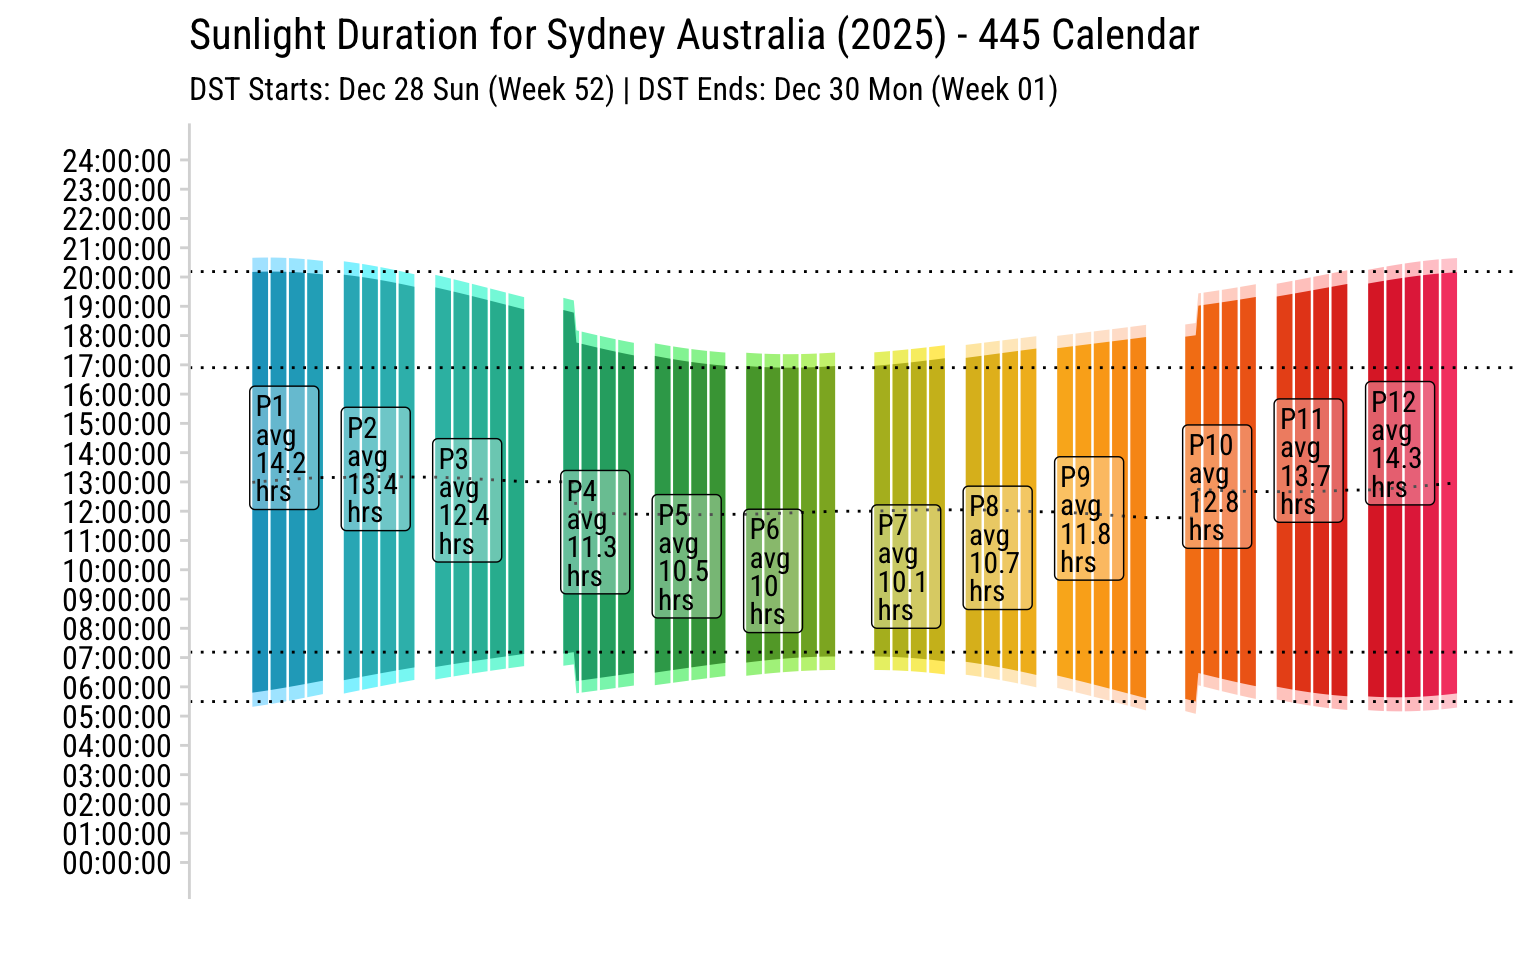 Sunlight Duration for Sydney Australia (2025) - 445 Calendar
DST Starts: Dec 28 Sun (Week 52) | DST Ends: Dec 30 Mon (Week 01)
24:00:00
23:00:00
22:00:00
21:00:00
20:00:00
19:00:00
18:00:00
17:00:00
16:00:00
15:00:00
14:00:00
13:00:00
12:00:00
11:00:00
10:00:00
09:00:00
08:00:00
07:00:00
06:00:00
05:00:00
04:00:00
03:00:00
02:00:00
01:00:00
00:00:00
P1
avg
14.2
hrs
P2
avg
13.4
hrs
P3
avg
12.4
hrs
P4
avg
11.3
hrs
P5
avg
10.5
hrs
P6
avg
10
hrs
P7
avg
10.1
hrs
P8
avg
10.7
hrs
P9
avg
11.8
hrs
P10
avg
12.8
hrs
P11
avg
13.7
hrs
P12
avg
14.3
hrs